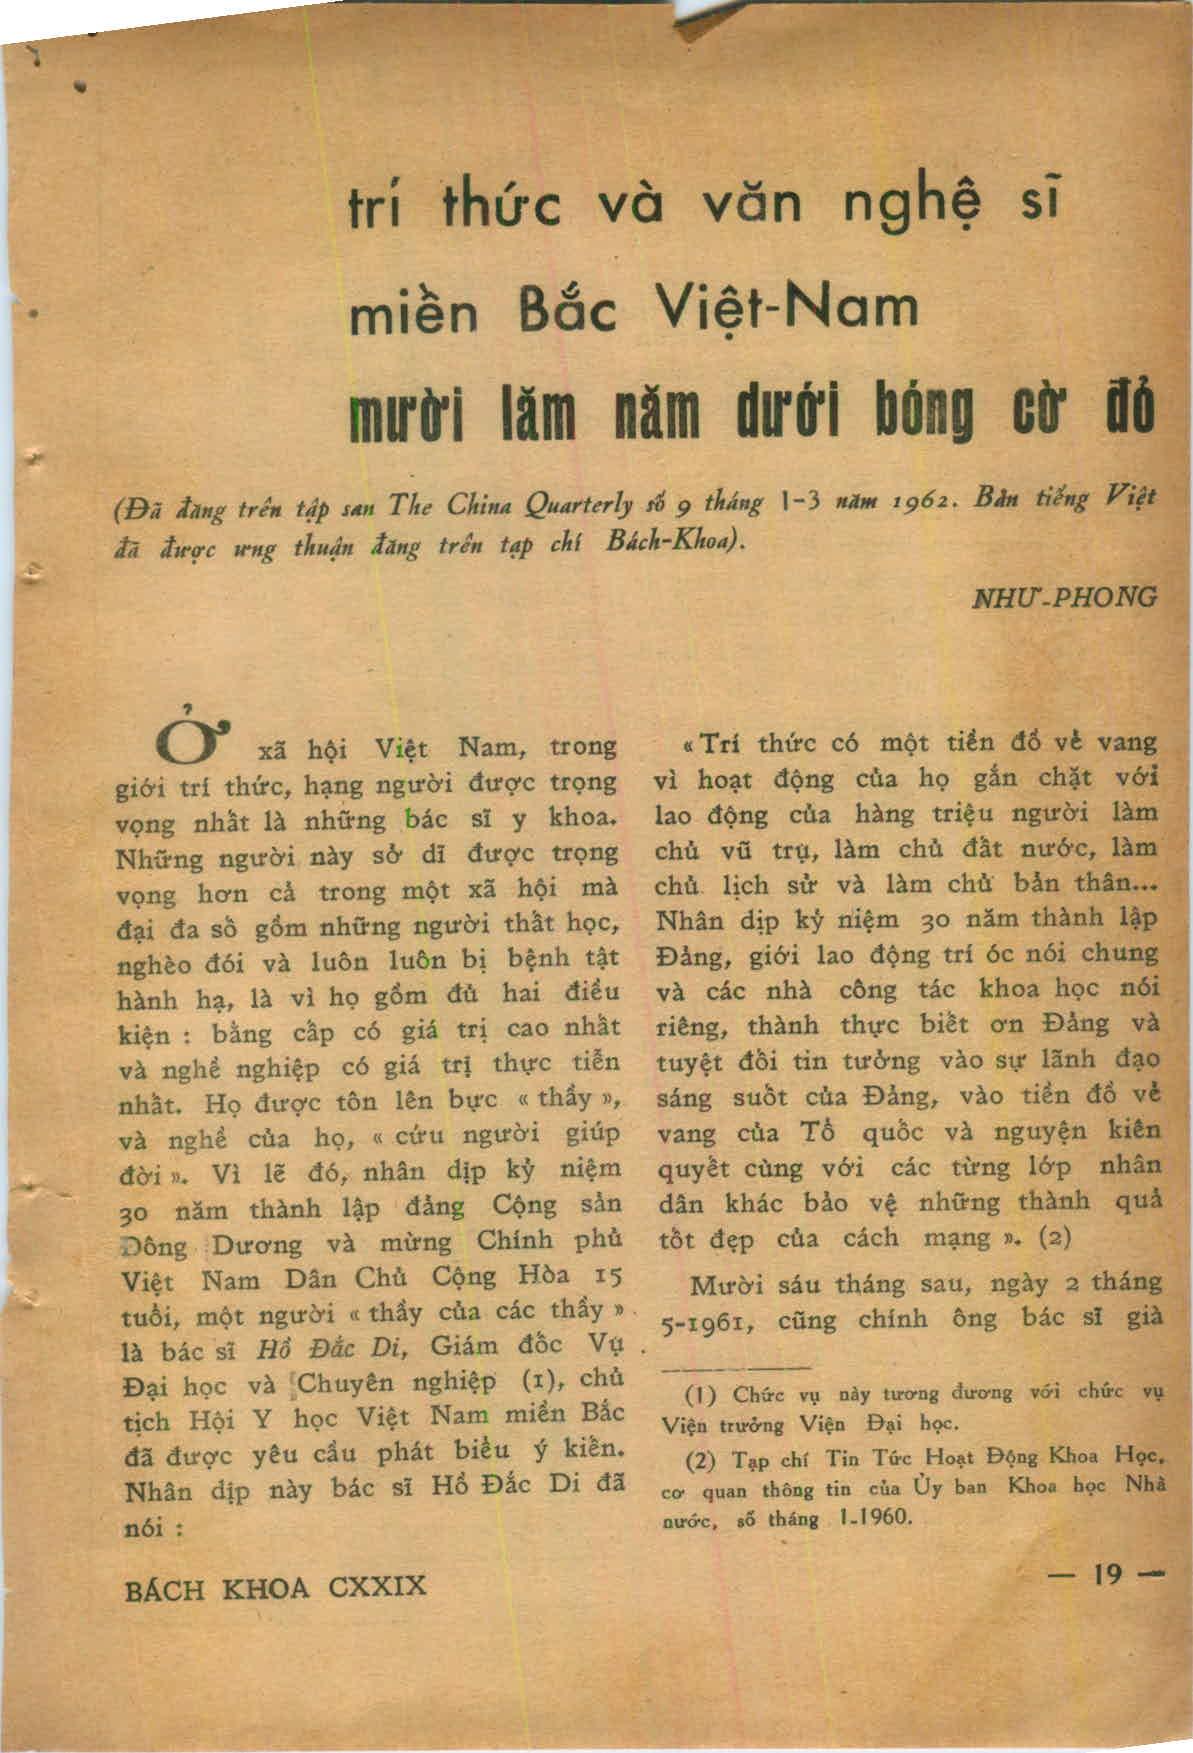 trí thức và văn nghệ sĩ
miền Bắc Việt-Nam
mười lăm năm dưới bóng cờ đỏ
(Đã đăng trên tập san The China Quarterly số 9 tháng 1-3 năm 1962. Bản tiếng Việt
đã được ưng thuận đăng trên tạp chí Bách-Khoa).
NHƯ-PHONG
Ở xã hội Việt Nam, trong
giới trí thức, hạng người được trọng
vọng nhất là những bác sĩ y khoa.
Những người này sở dĩ được trọng
vọng hơn cả trong một xã hội mà
đại đa số gồm những người thất học,
nghèo đói và luôn luôn bị bệnh tật
hành hạ, là vì họ gồm đủ hai điều
kiện : bằng cấp có giá trị cao nhất
và nghề nghiệp có giá trị thực tiễn
nhất. Họ được tôn lên bực « thầy »,
và nghề của họ, « cứu người giúp
đời ». Vì lẽ đó, nhân dịp kỷ niệm
30 năm thành lập đảng Cộng sản
Đông Dương và mừng Chính phủ
Việt Nam Dân Chủ Cộng Hòa 15
tuổi, một người « thầy của các thầy »
là bác sĩ Hồ Đắc Di, Giám đốc Vụ
Đại học và Chuyên nghiệp (1), chủ
tịch Hội Y học Việt Nam miền Bắc
đã được yêu cầu phát biểu ý kiến.
Nhân dịp này bác sĩ Hồ Đắc Di đã
nói :
« Trí thức có một tiền đồ vẻ vang
vì hoạt động của họ gắn chặt với
lao động của hàng triệu người làm
chủ vũ trụ, làm chủ đất nước, làm
chủ lịch sử và làm chủ bản thân...
Nhân dịp kỷ niệm 30 năm thành lập
Đảng, giới lao động trí óc nói chung
và các nhà công tác khoa học nói
riêng, thành thực biết ơn Đảng và
tuyệt đối tin tưởng vào sự lãnh đạo
sáng suốt của Đảng, vào tiền đồ vẻ
vang của Tổ quốc và nguyện kiên
quyết cùng với các từng lớp nhân
dân khác bảo vệ những thành quả
tốt đẹp của cách mạng ». (2)
Mười sáu tháng sau, ngày 2 tháng
5-1961, cũng chính ông bác sĩ già
(1) Chức vụ này tương đương với chức vụ
Viện trưởng Viện Đại học.
(2) Tạp chí Tin Tức Hoạt Động Khoa Học,
cơ quan thông tin của Ủy ban Khoa học Nhà
nước, số tháng 1-1960.
BÁCH KHOA CXXIX
— 19 —